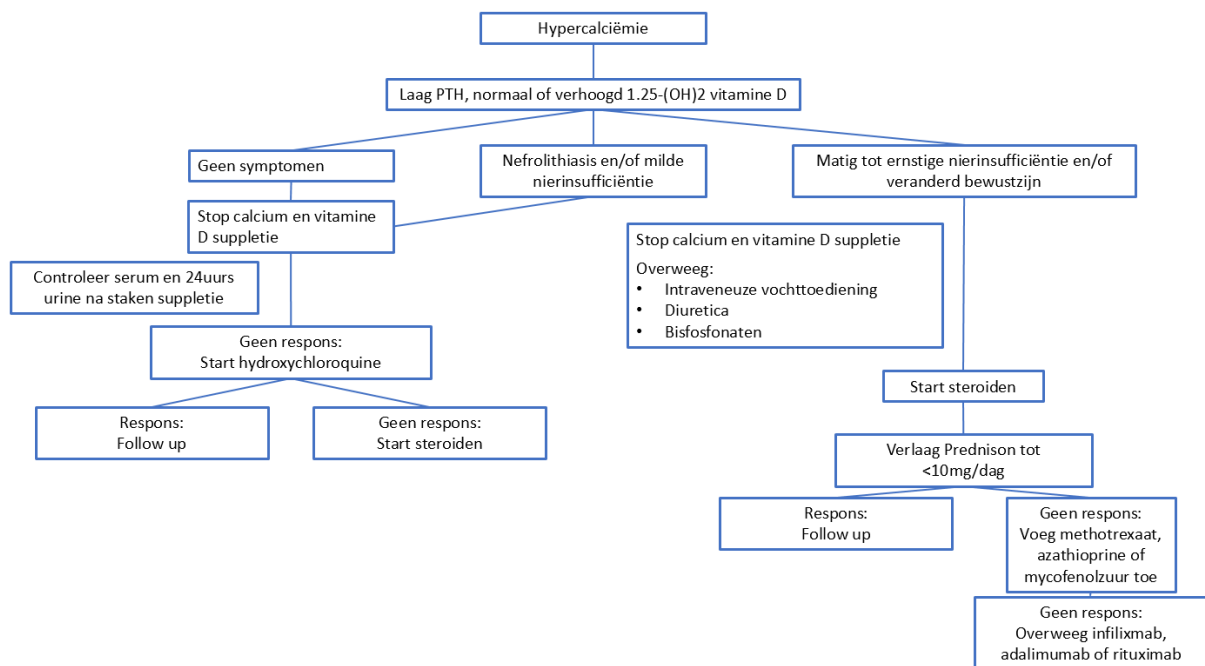 Hypercalciëmie
Laag PTH, normaal of verhoogd 1.25-(OH)2 vitamine D
Geen symptomen
Nefrolithiasis en/of milde
nierinsufficiëntie
Matig tot ernstige nierinsufficiëntie en/of
veranderd bewustzijn
Stop calcium en vitamine
D suppletie
Controleer serum en 24uurs
urine na staken suppletie
Stop calcium en vitamine D suppletie
Overweeg:
• Intraveneuze vochttoediening
• Diuretica
• Bisfosfonaten
Geen respons:
Start hydroxychloroquine
Respons:
Follow up
Geen respons:
Start steroiden
Start steroiden
Verlaag Prednison tot
<10mg/dag
Respons:
Follow up
Geen respons:
Voeg methotrexaat,
azathioprine of
mycofenolzuur toe
Geen respons:
Overweeg infilixmab,
adalimumab of rituximab